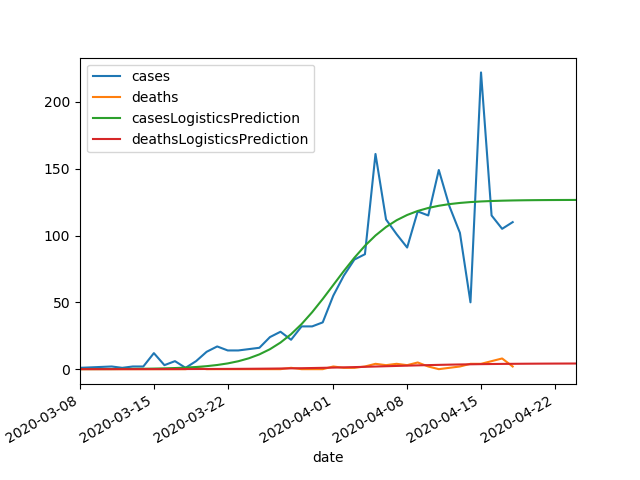 cases
deaths
casesLogisticsPrediction
deathsLogisticsPrediction
200
150
100
50
0
2020-03-08
2020-03-15
2020-03-22
2020-04-01
2020-04-08
2020-04-15
2020-04-22
date